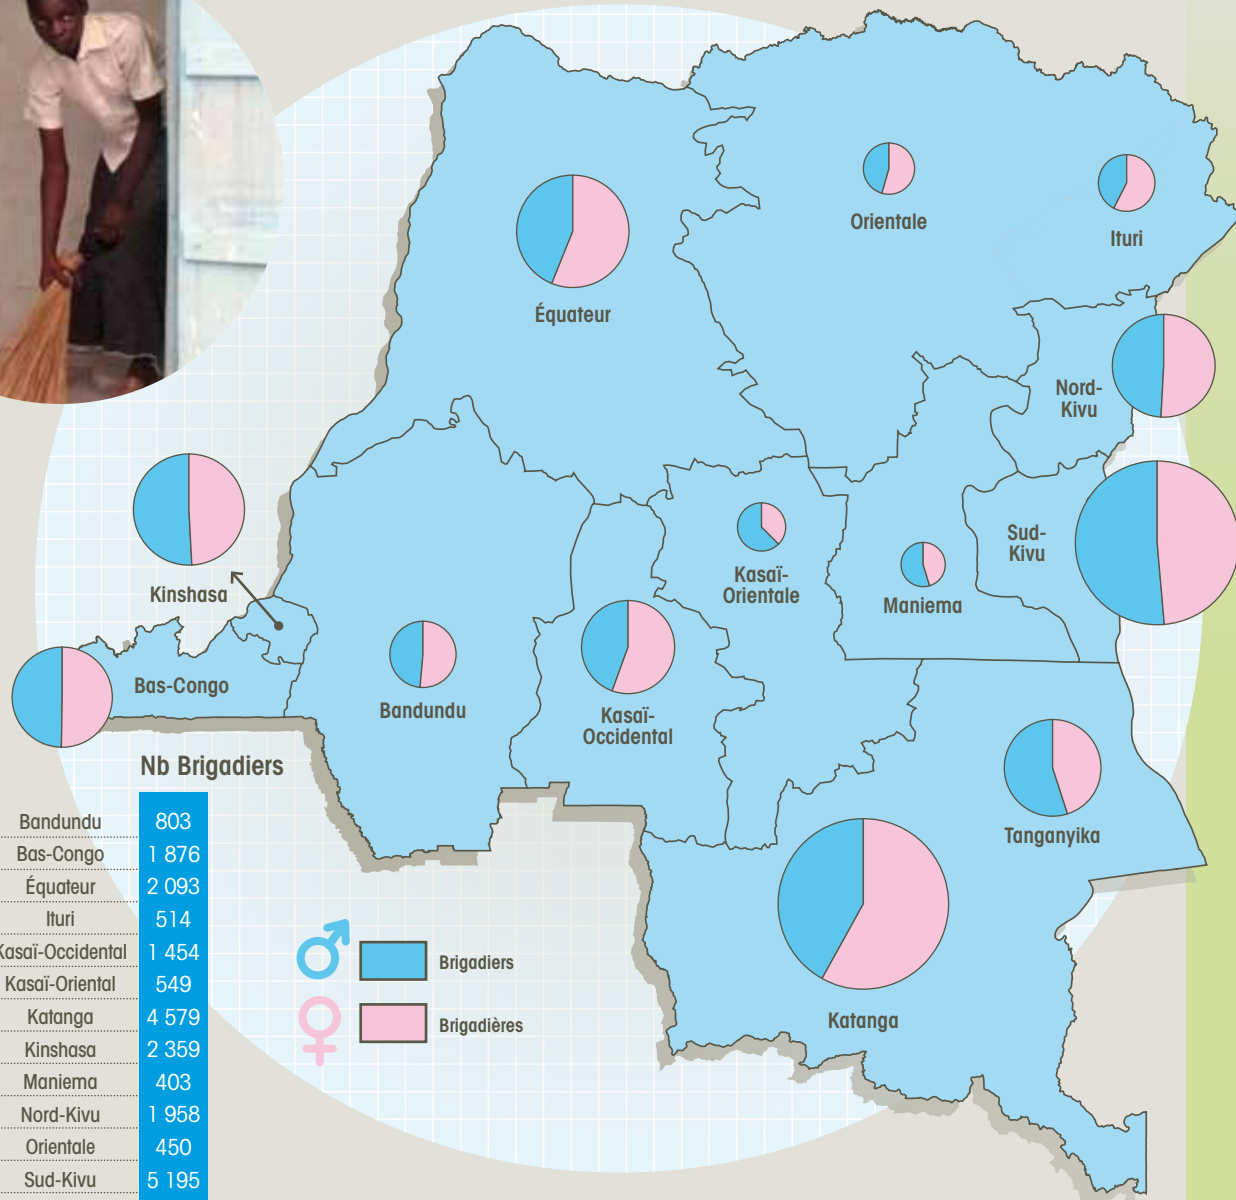 Équateur
Orientale
Ituri
Nord-
Kivu
Sud-
Kivu
Kinshasa
Kasaï-
Orientale
Maniema
Bas-Congo
Bandundu
Kasaï-
Occidental
Tanganyika
Katanga
Nb Brigadiers
Bandundu 803
Bas-Congo 1 876
Équateur 2 093
Ituri 514
Kasaï-Occidental 1 454
Kasaï-Oriental 549
Katanga 4 579
Kinshasa 2 359
Maniema 403
Nord-Kivu 1 958
Orientale 450
Sud-Kivu 5 195
Brigadiers
Brigadières